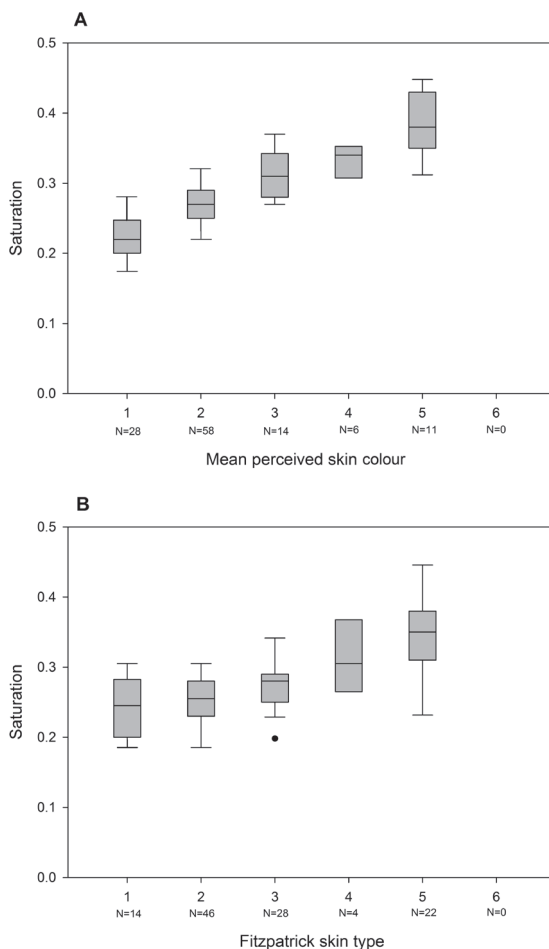 A
0.5
0.4
0.3
0.2
0.1
0.0
Saturation
1 2 3 4 5 6
N=28 N=58 N=14 N=6 N=11 N=0
Mean perceived skin colour
B
0.5
0.4
0.3
0.2
0.1
0.0
Saturation
1 2 3 4 5 6
N=14 N=46 N=28 N=4 N=22 N=0
Fitzpatrick skin type